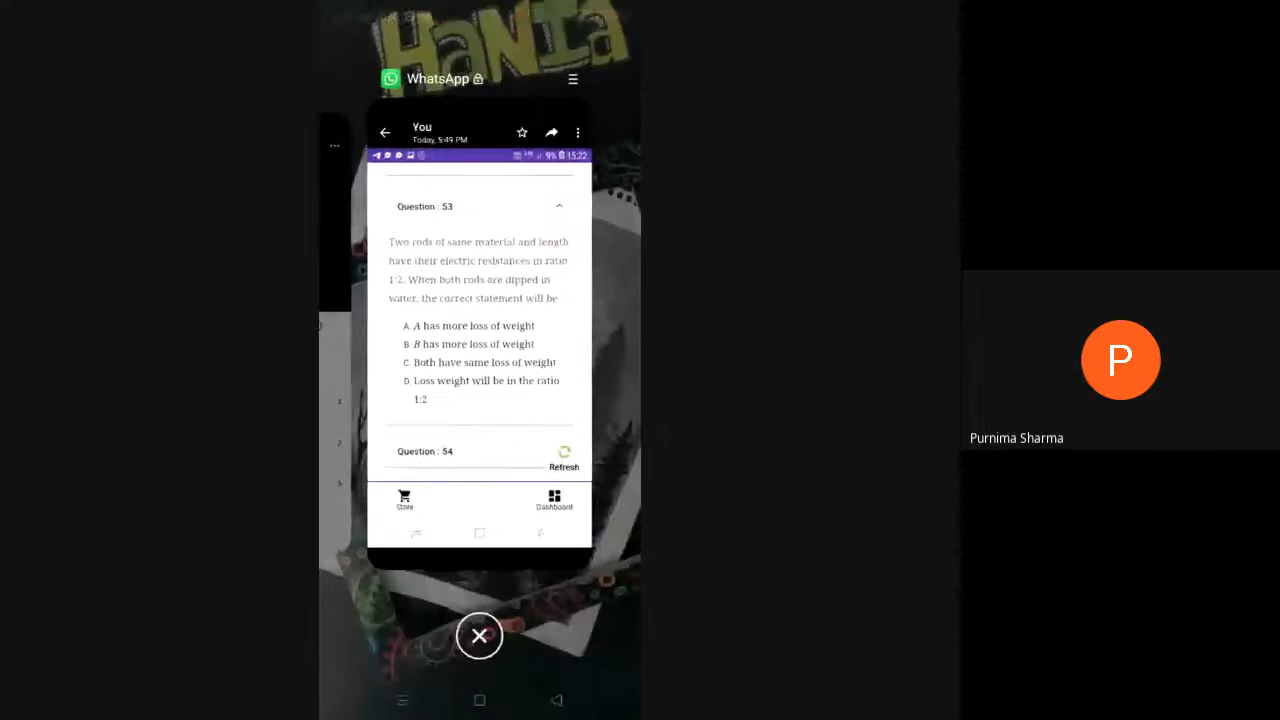 HaNIa
WhatsApp
You
Today, 5:49 PM
9% 15:22
Question : 53
Two rods of same material and length
have their electric resistances in ratio
1:2. When both rods are dipped in
water, the correct statement will be
A. A has more loss of weight
B. B has more loss of weight
C. Both have same loss of weight
D. Loss weight will be in the ratio
1:2
Question : 54
Refresh
Store
Dashboard
P
Purnima Sharma